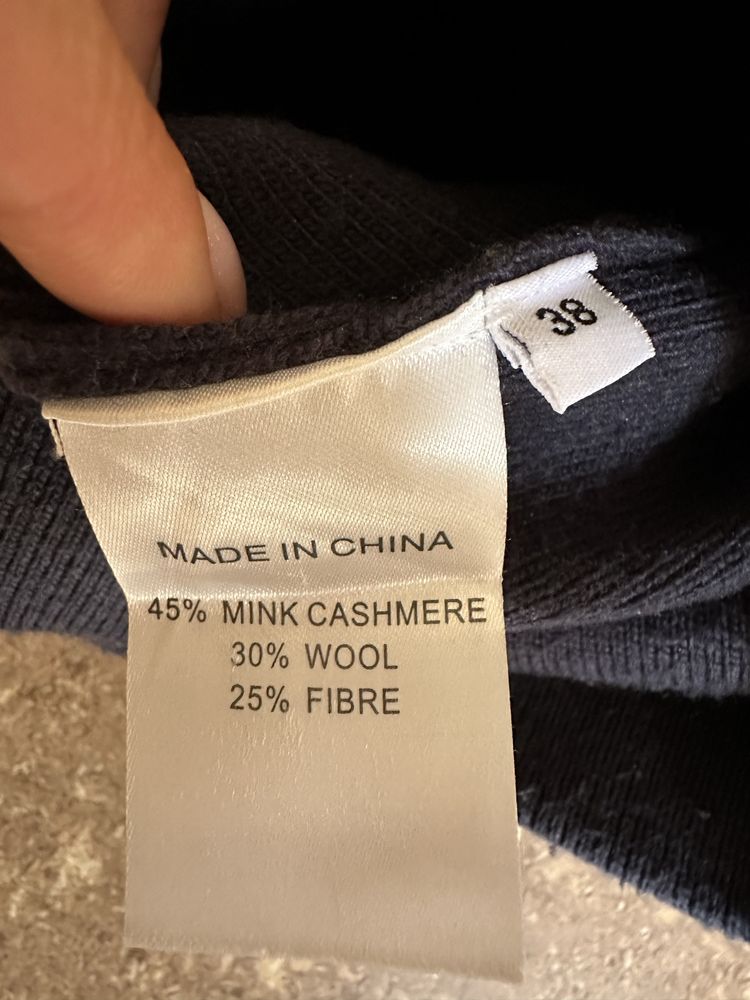 38
MADE IN CHINA
45% MINK CASHMERE
30% WOOL
25% FIBRE